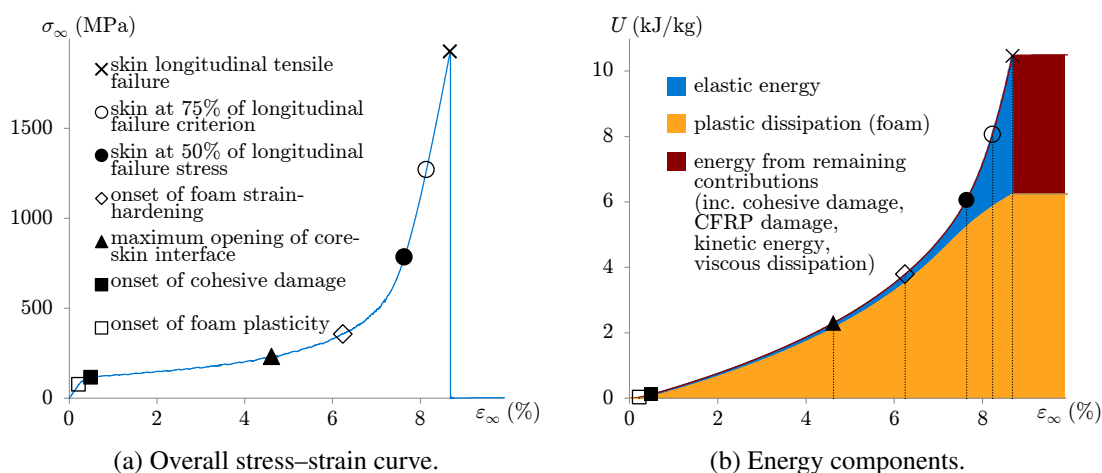 σ∞ (MPa)
1500
1000
500
0
0
2
4
6
8
ε∞(%)
skin longitudinal tensile
failure
skin at 75% of longitudinal
failure criterion
skin at 50% of longitudinal
failure stress
onset of foam strain-
hardening
maximum opening of core-
skin interface
onset of cohesive damage
onset of foam plasticity
(a) Overall stress–strain curve.
U (kJ/kg)
10
8
6
4
2
0
0
2
4
6
8
ε∞(%)
elastic energy
plastic dissipation (foam)
energy from remaining
contributions
(inc. cohesive damage,
CFRP damage,
kinetic energy,
viscous dissipation)
(b) Energy components.